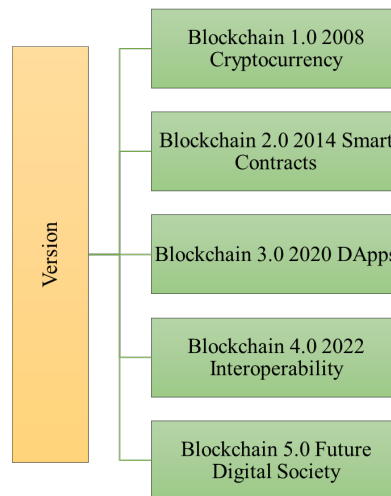 Version
Blockchain 1.0 2008
Cryptocurrency
Blockchain 2.0 2014 Smart
Contracts
Blockchain 3.0 2020 DApps
Blockchain 4.0 2022
Interoperability
Blockchain 5.0 Future
Digital Society